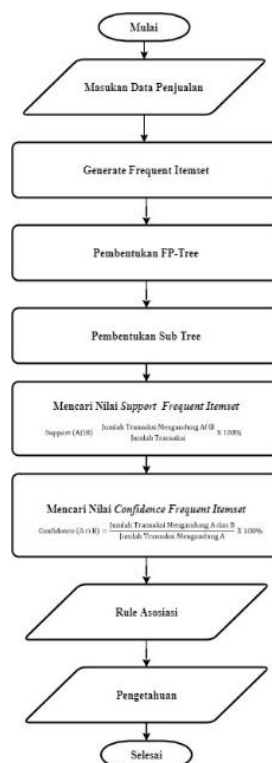 Mulai
Masukan Data Penjualan
Generate Frequent Itemset
Pembentukan FP-Tree
Pembentukan Sub Tree
Mencari Nilai Support Frequent Itemset
Support (A∩B) Jumlah Transaksi Mengandung A∩B / Jumlah Transaksi X 100%
Mencari Nilai Confidence Frequent Itemset
Confidence (A ∩ B) = Jumlah Transaksi Mengandung A dan B / Jumlah Transaksi Mengandung A X 100%
Rule Asosiasi
Pengetahuan
Selesai